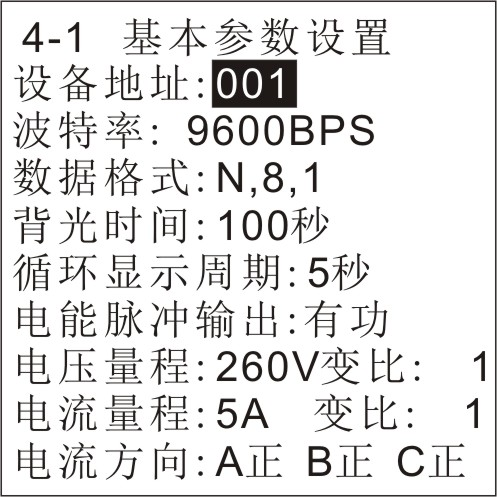 4-1 基本参数设置
设备地址:001
波特率: 9600BPS
数据格式:N,8,1
背光时间:100秒
循环显示周期:5秒
电能脉冲输出:有功
电压量程:260V变比: 1
电流量程:5A 变比: 1
电流方向:A正 B正 C正